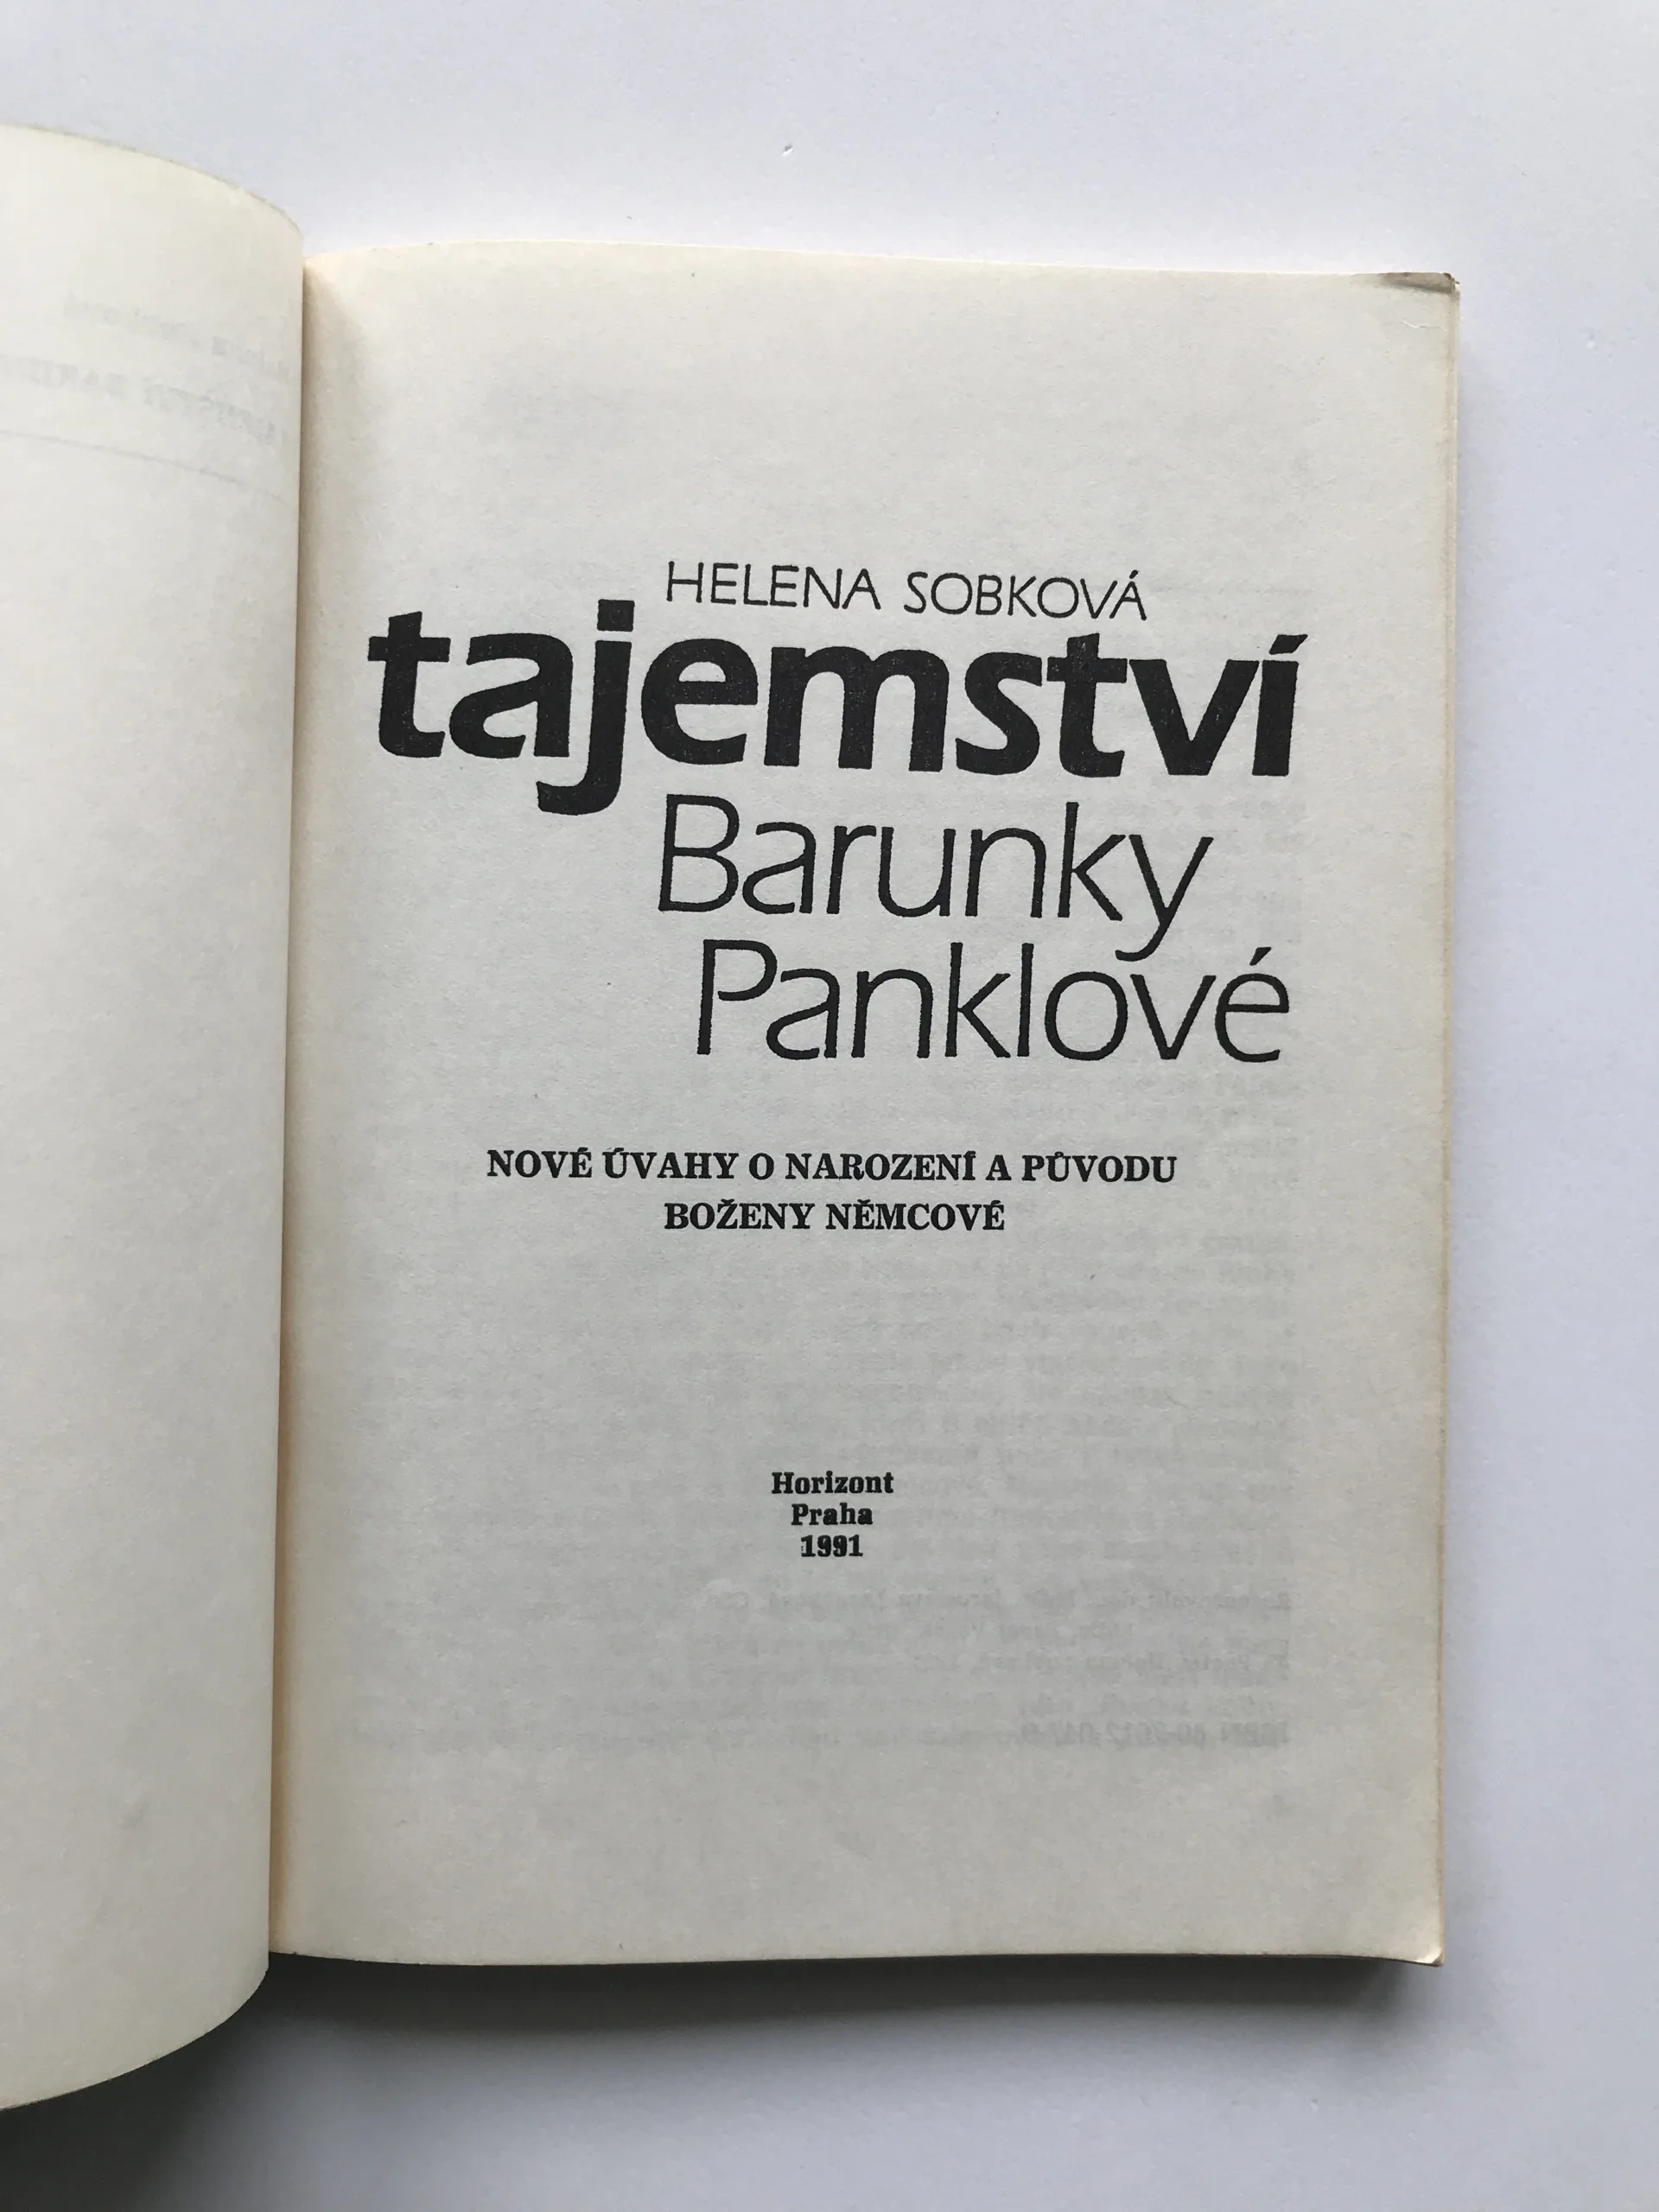 HELENA SOBKOVÁ
tajemství
Barunky
Panklové
NOVÉ ÚVAHY O NAROZENÍ A PŮVODU
BOŽENY NĚMCOVÉ
Horizont
Praha
1991